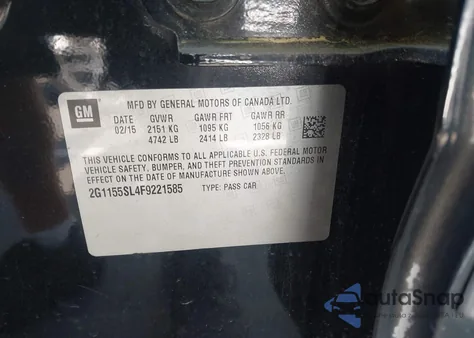 GM
MFD BY GENERAL MOTORS OF CANADA LTD.
DATE GVWR GAWR FRT GAWR RR
02/15 2151 KG 1095 KG 1056 KG
4742 LB 2414 LB 2328 LB
THIS VEHICLE CONFORMS TO ALL APPLICABLE U.S. FEDERAL MOTOR
VEHICLE SAFETY, BUMPER, AND THEFT PREVENTION STANDARDS IN
EFFECT ON THE DATE OF MANUFACTURE SHOWN ABOVE.
2G1155SL4F9221585 TYPE: PASS CAR
autoSnap